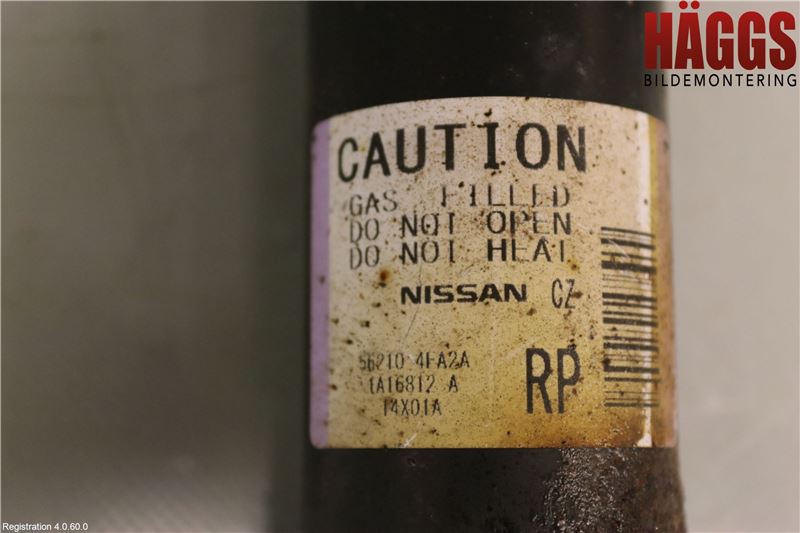 HÄGGS
BILDEMONTERING
CAUTION
GAS FILLED
DO NOT OPEN
DO NOT HEAT
NISSAN CZ
56210 4FA2A
1A16812 A
14X01A
RP
Registration 4.0.60.0